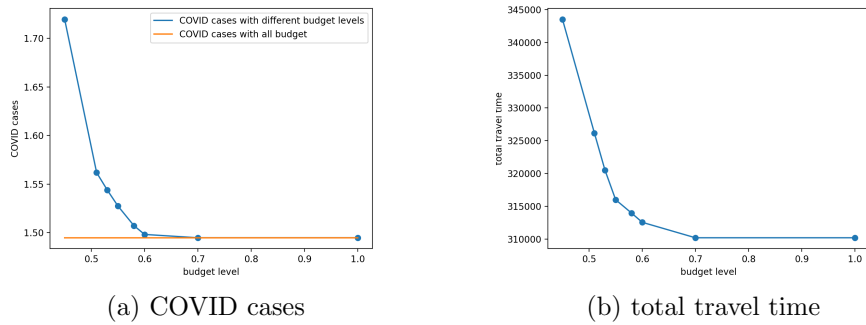 COVID cases with different budget levels
COVID cases with all budget
1.70
1.65
1.60
1.55
1.50
COVID cases
0.5 0.6 0.7 0.8 0.9 1.0
budget level
(a) COVID cases
345000
340000
335000
330000
325000
320000
315000
310000
total travel time
0.5 0.6 0.7 0.8 0.9 1.0
budget level
(b) total travel time